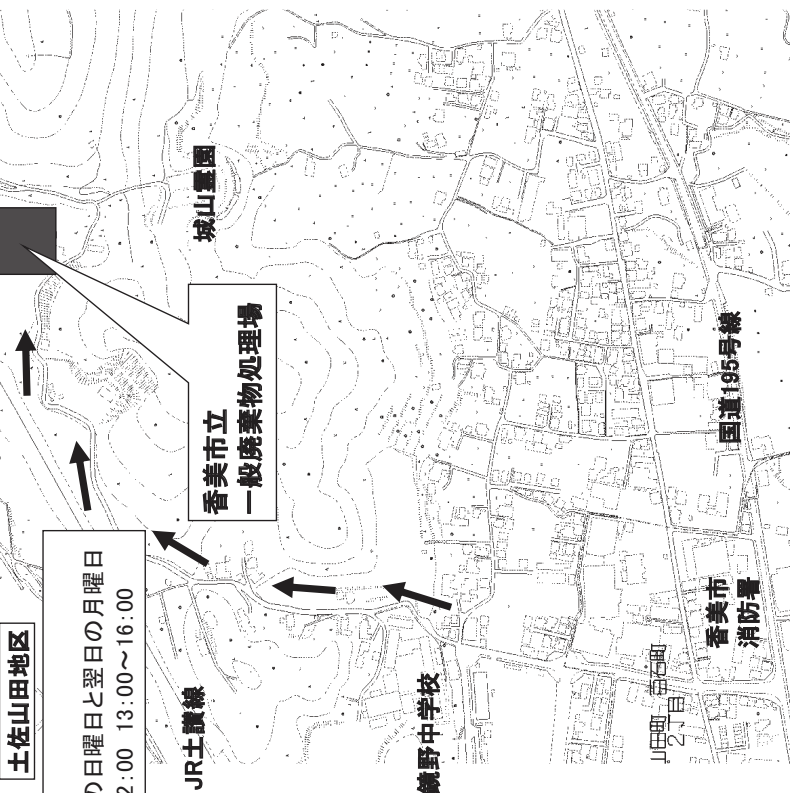 土佐山田地区
の日曜日と翌日の月曜日
2:00 13:00~16:00
香美市立
一般廃棄物処理場
城山霊園
JR土讃線
鏡野中学校
国道195号線
香美市
消防署
山田町
2丁目